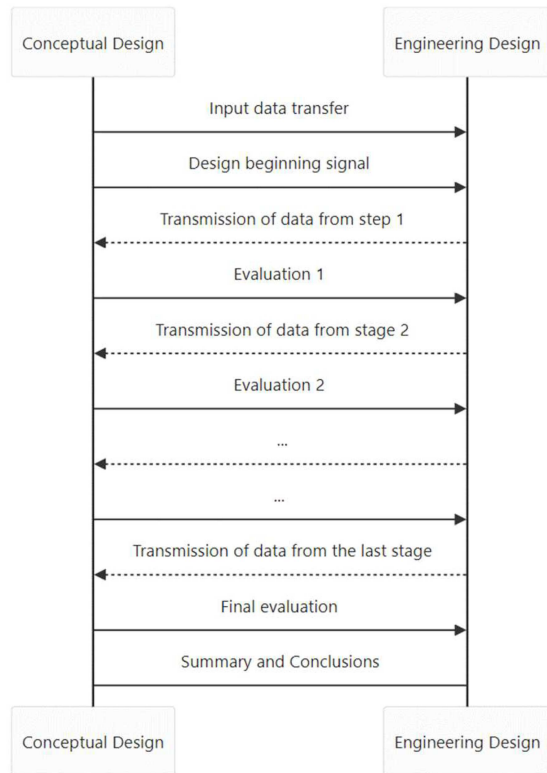 Conceptual Design Engineering Design
Input data transfer
Design beginning signal
Transmission of data from step 1
Evaluation 1
Transmission of data from stage 2
Evaluation 2
...
...
Transmission of data from the last stage
Final evaluation
Summary and Conclusions
Conceptual Design Engineering Design